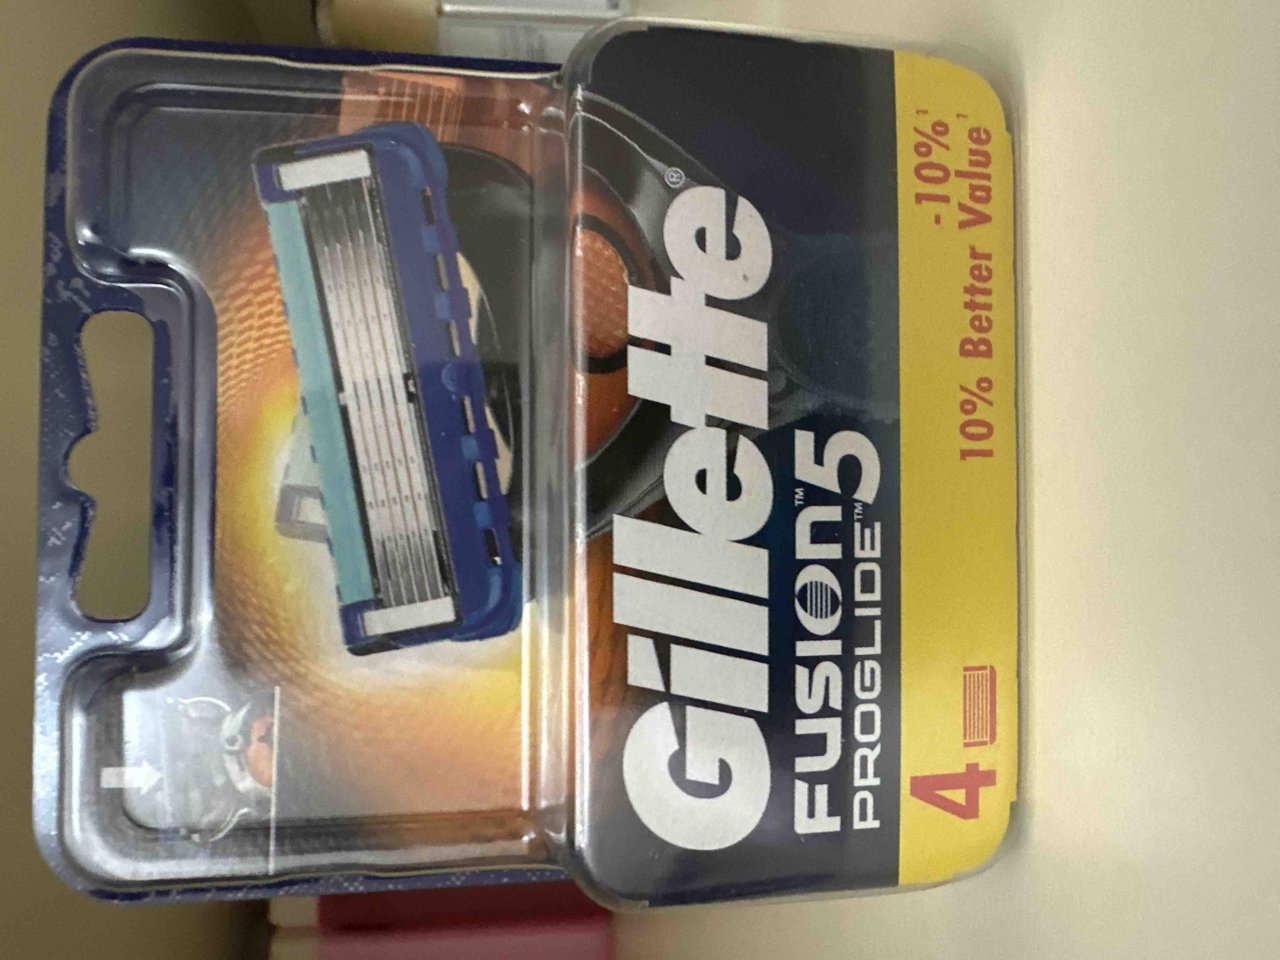 Gillette®
FUSION™5
PROGLIDE™
4
-10%¹
10% Better Value¹